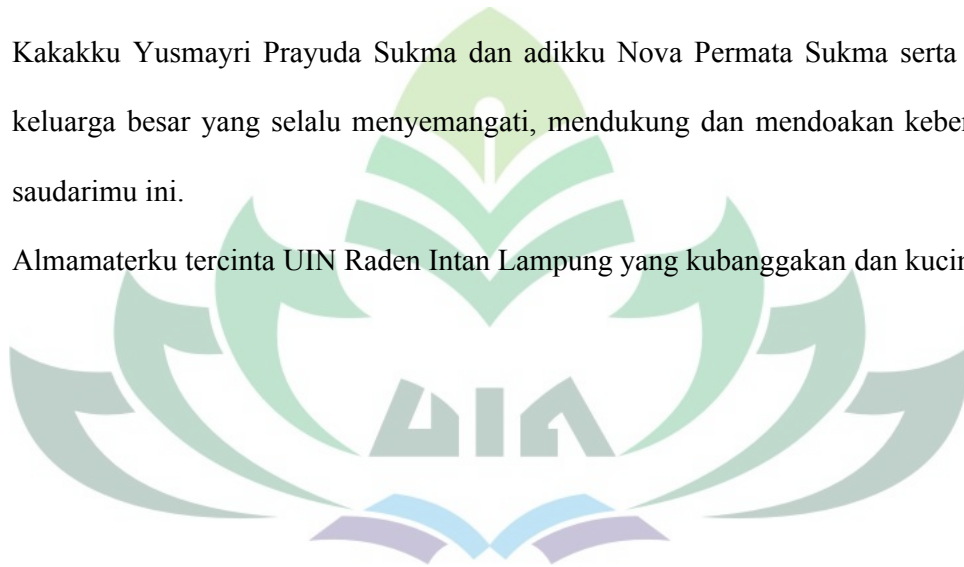 Kakakku Yusmayri Prayuda Sukma dan adikku Nova Permata Sukma serta
keluarga besar yang selalu menyemangati, mendukung dan mendoakan
saudarimu ini.
Almamaterku tercinta UIN Raden Intan Lampung yang kubanggakan dan
UIN